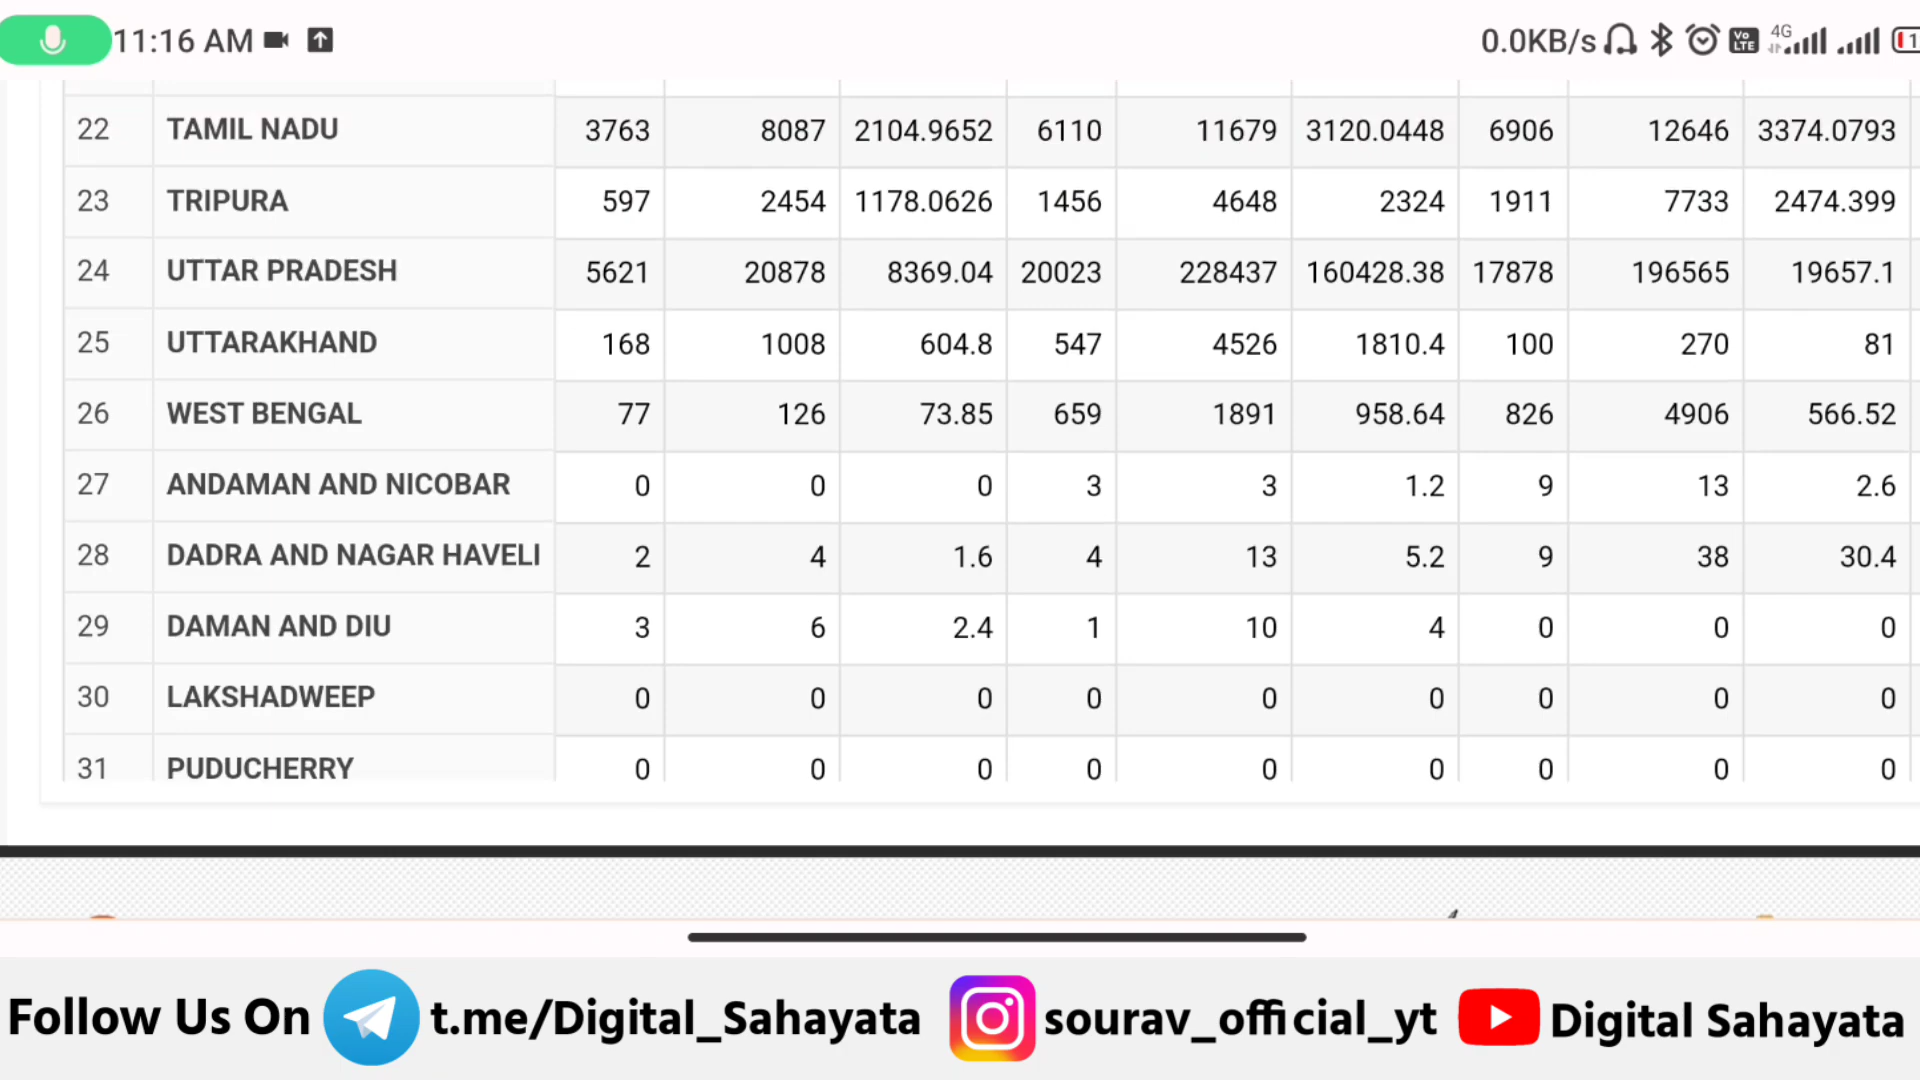 11:16 AM 0.0KB/s Vo LTE 4G
22 TAMIL NADU 3763 8087 2104.9652 6110 11679 3120.0448 6906 12646 3374.0793
23 TRIPURA 597 2454 1178.0626 1456 4648 2324 1911 7733 2474.399
24 UTTAR PRADESH 5621 20878 8369.04 20023 228437 160428.38 17878 196565 19657.1
25 UTTARAKHAND 168 1008 604.8 547 4526 1810.4 100 270 81
26 WEST BENGAL 77 126 73.85 659 1891 958.64 826 4906 566.52
27 ANDAMAN AND NICOBAR 0 0 0 3 3 1.2 9 13 2.6
28 DADRA AND NAGAR HAVELI 2 4 1.6 4 13 5.2 9 38 30.4
29 DAMAN AND DIU 3 6 2.4 1 10 4 0 0 0
30 LAKSHADWEEP 0 0 0 0 0 0 0 0 0
31 PUDUCHERRY 0 0 0 0 0 0 0 0 0
Follow Us On t.me/Digital_Sahayata sourav_official_yt Digital Sahayata